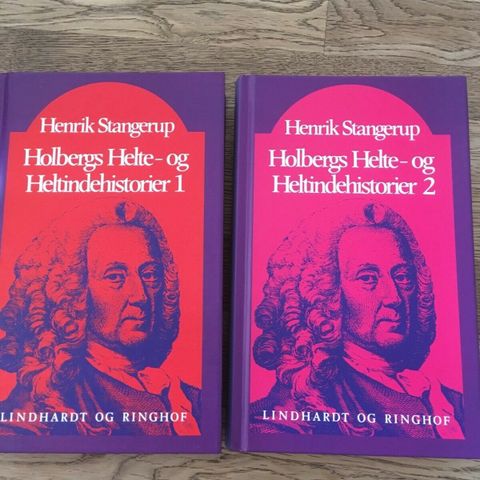 Henrik Stangerup
Holbergs Helte- og
Heltindehistorier 1
LINDHARDT OG RINGHOF
Henrik Stangerup
Holbergs Helte- og
Heltindehistorier 2
LINDHARDT OG RINGHOF